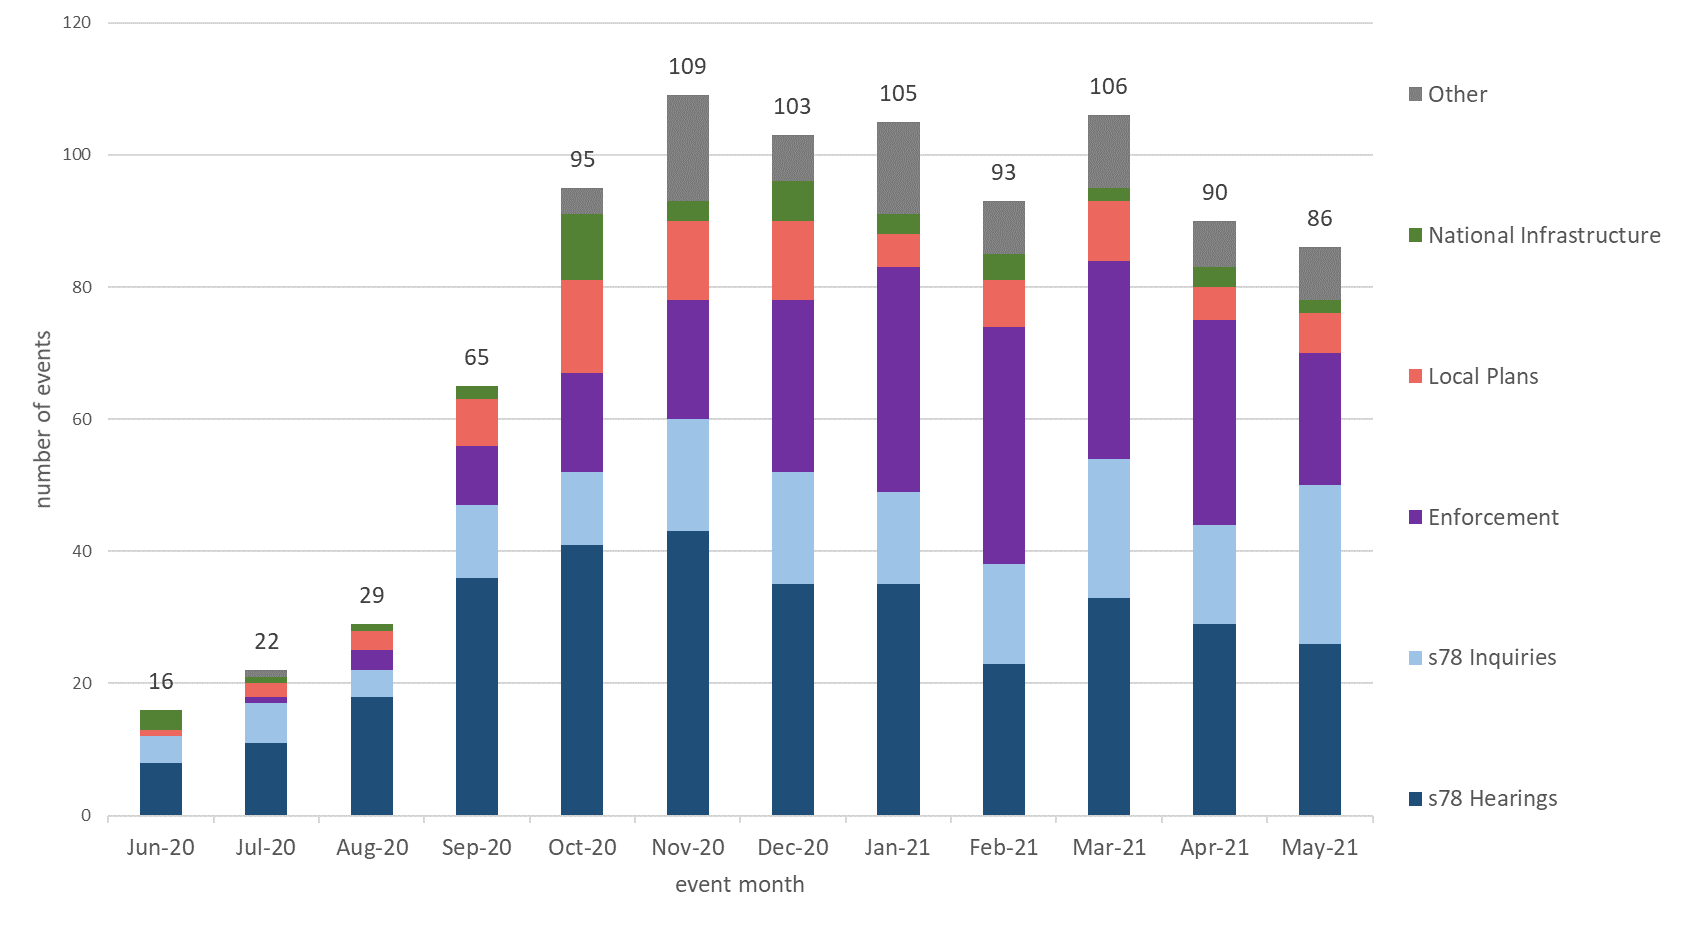 120
100
80
60
40
20
0
number of events
16
22
29
65
95
109
103
105
93
106
90
86
Jun-20
Jul-20
Aug-20
Sep-20
Oct-20
Nov-20
Dec-20
Jan-21
Feb-21
Mar-21
Apr-21
May-21
event month
Other
National Infrastructure
Local Plans
Enforcement
s78 Inquiries
s78 Hearings